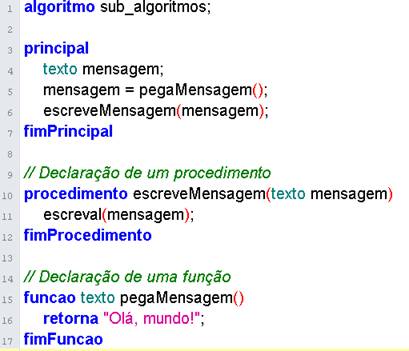 1 algoritmo sub_algoritmos;
2
3 principal
4 texto mensagem;
5 mensagem = pegaMensagem();
6 escreveMensagem(mensagem);
7 fimPrincipal
8
9 // Declaração de um procedimento
10 procedimento escreveMensagem(texto mensagem)
11 escreval(mensagem);
12 fimProcedimento
13
14 // Declaração de uma função
15 funcao texto pegaMensagem()
16 retorna "Olá, mundo!";
17 fimFuncao